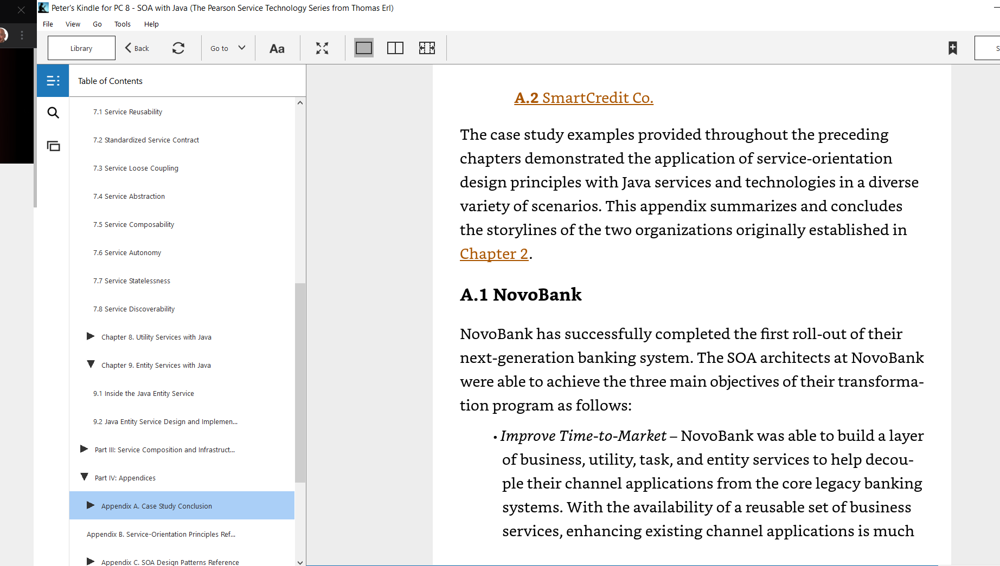 Peter's Kindle for PC 8 - SOA with Java (The Pearson Service Technology Series from Thomas Erl)
File View Go Tools Help
Library Back Go to Aa S
Table of Contents
7.1 Service Reusability
7.2 Standardized Service Contract
7.3 Service Loose Coupling
7.4 Service Abstraction
7.5 Service Composability
7.6 Service Autonomy
7.7 Service Statelessness
7.8 Service Discoverability
Chapter 8. Utility Services with Java
Chapter 9. Entity Services with Java
9.1 Inside the Java Entity Service
9.2 Java Entity Service Design and Implemen...
Part III: Service Composition and Infrastruct...
Part IV: Appendices
Appendix A. Case Study Conclusion
Appendix B. Service-Orientation Principles Ref...
Appendix C. SOA Design Patterns Reference
A.2 SmartCredit Co.
The case study examples provided throughout the preceding
chapters demonstrated the application of service-orientation
design principles with Java services and technologies in a diverse
variety of scenarios. This appendix summarizes and concludes
the storylines of the two organizations originally established in
Chapter 2.
A.1 NovoBank
NovoBank has successfully completed the first roll-out of their
next-generation banking system. The SOA architects at NovoBank
were able to achieve the three main objectives of their transforma-
tion program as follows:
• Improve Time-to-Market – NovoBank was able to build a layer
of business, utility, task, and entity services to help decou-
ple their channel applications from the core legacy banking
systems. With the availability of a reusable set of business
services, enhancing existing channel applications is much